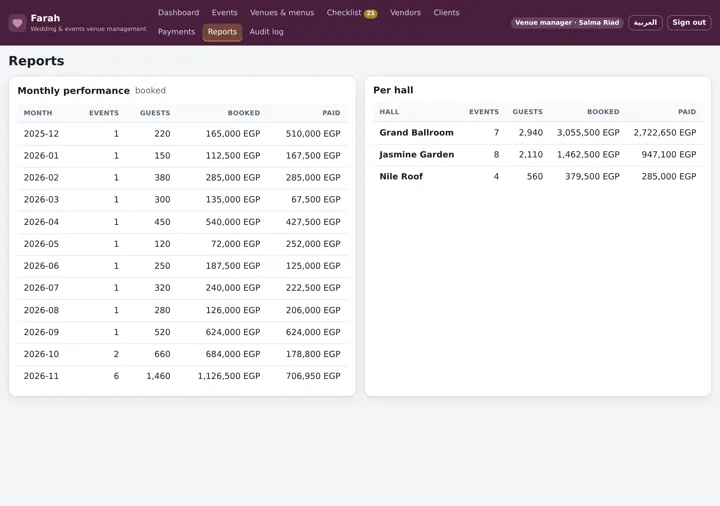 Farah
Wedding & events venue management
Dashboard Events Venues & menus Checklist 21 Vendors Clients
Payments Reports Audit log
Venue manager · Salma Riad العربية Sign out
Reports
Monthly performance booked
MONTH EVENTS GUESTS BOOKED PAID
2025-12 1 220 165,000 EGP 510,000 EGP
2026-01 1 150 112,500 EGP 167,500 EGP
2026-02 1 380 285,000 EGP 285,000 EGP
2026-03 1 300 135,000 EGP 67,500 EGP
2026-04 1 450 540,000 EGP 427,500 EGP
2026-05 1 120 72,000 EGP 252,000 EGP
2026-06 1 250 187,500 EGP 125,000 EGP
2026-07 1 320 240,000 EGP 222,500 EGP
2026-08 1 280 126,000 EGP 206,000 EGP
2026-09 1 520 624,000 EGP 624,000 EGP
2026-10 2 660 684,000 EGP 178,800 EGP
2026-11 6 1,460 1,126,500 EGP 706,950 EGP
Per hall
HALL EVENTS GUESTS BOOKED PAID
Grand Ballroom 7 2,940 3,055,500 EGP 2,722,650 EGP
Jasmine Garden 8 2,110 1,462,500 EGP 947,100 EGP
Nile Roof 4 560 379,500 EGP 285,000 EGP